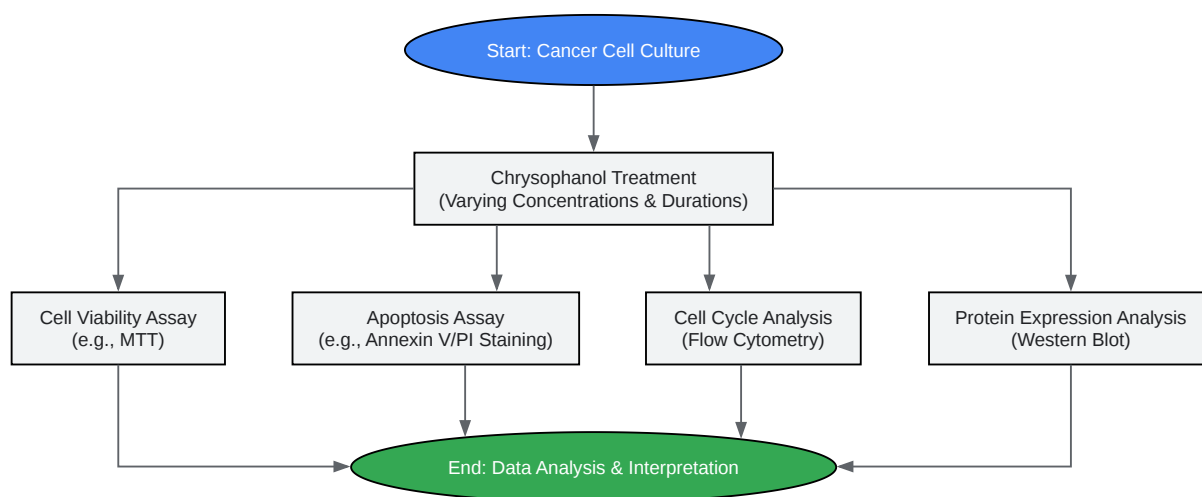 Start: Cancer Cell Culture
Chrysophanol Treatment
(Varying Concentrations & Durations)
Cell Viability Assay
(e.g., MTT)
Apoptosis Assay
(e.g., Annexin V/PI Staining)
Cell Cycle Analysis
(Flow Cytometry)
Protein Expression Analysis
(Western Blot)
End: Data Analysis & Interpretation